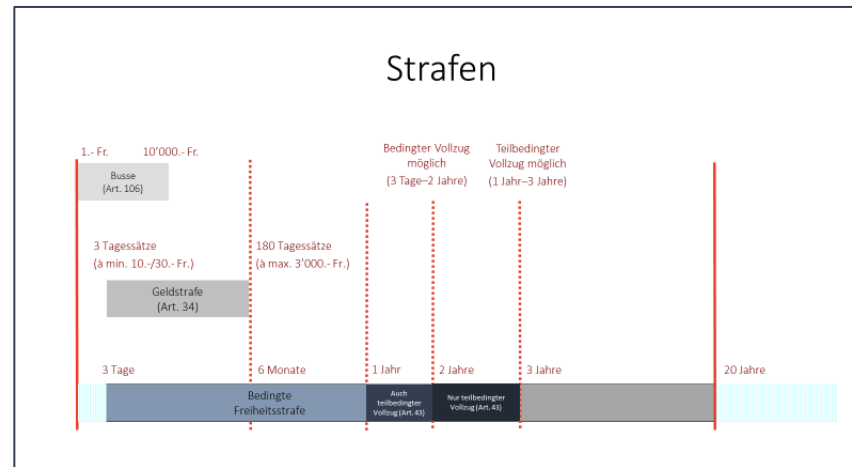 Strafen
1.- Fr.
10’000.- Fr.
Busse
(Art. 106)
Bedingter Vollzug
möglich
(3 Tage–2 Jahre)
Teilbedingter
Vollzug möglich
(1 Jahr–3 Jahre)
3 Tagessätze
(à min. 10.-/30.- Fr.)
180 Tagessätze
(à max. 3’000.- Fr.)
Geldstrafe
(Art. 34)
3 Tage
6 Monate
1 Jahr
2 Jahre
3 Jahre
20 Jahre
Bedingte
Freiheitsstrafe
Auch
teilbedingter
Vollzug (Art. 43)
Nur teilbedingter
Vollzug (Art. 43)